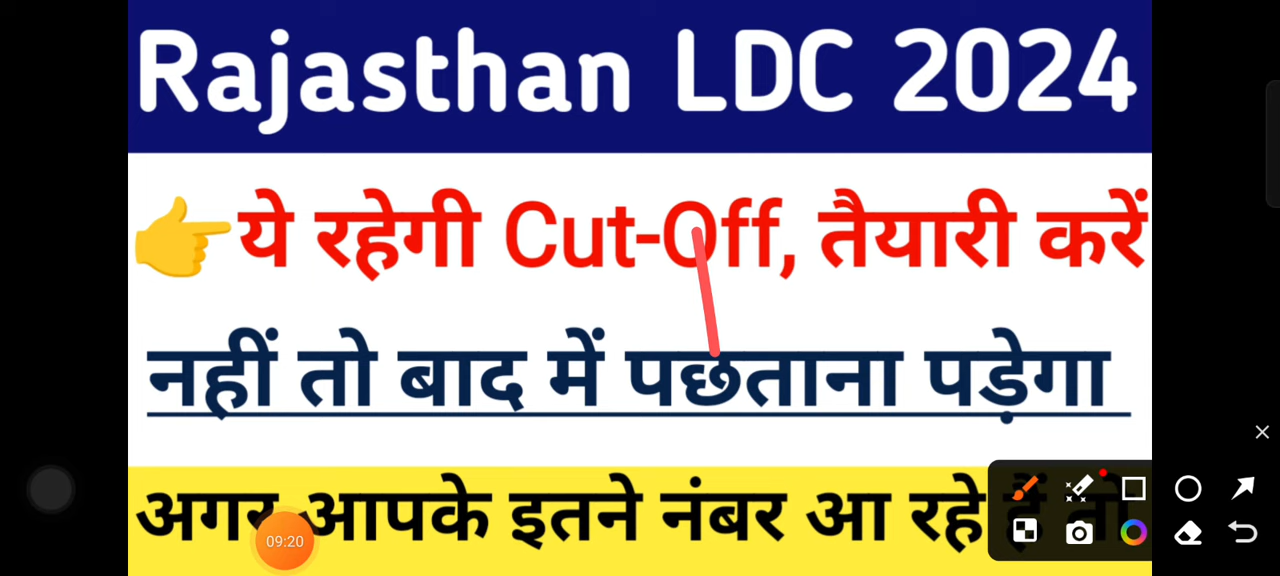 Rajasthan LDC 2024
👉ये रहेगी Cut-Off, तैयारी करें
नहीं तो बाद में पछताना पड़ेगा
अगर आपके इतने नंबर आ रहे हैं तो
09:20